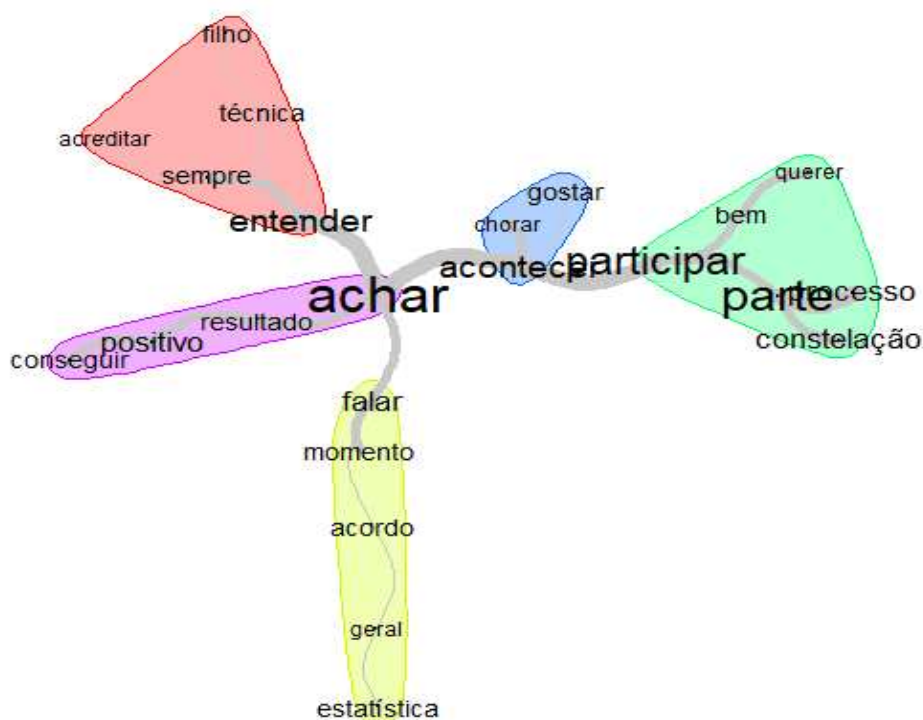 filho
técnica
acreditar
sempre
entender
querer
gostar
bem
chorar
acontecer
participar
achar
parte
processo
resultado
positivo
conseguir
constelação
falar
momento
acordo
geral
estatística